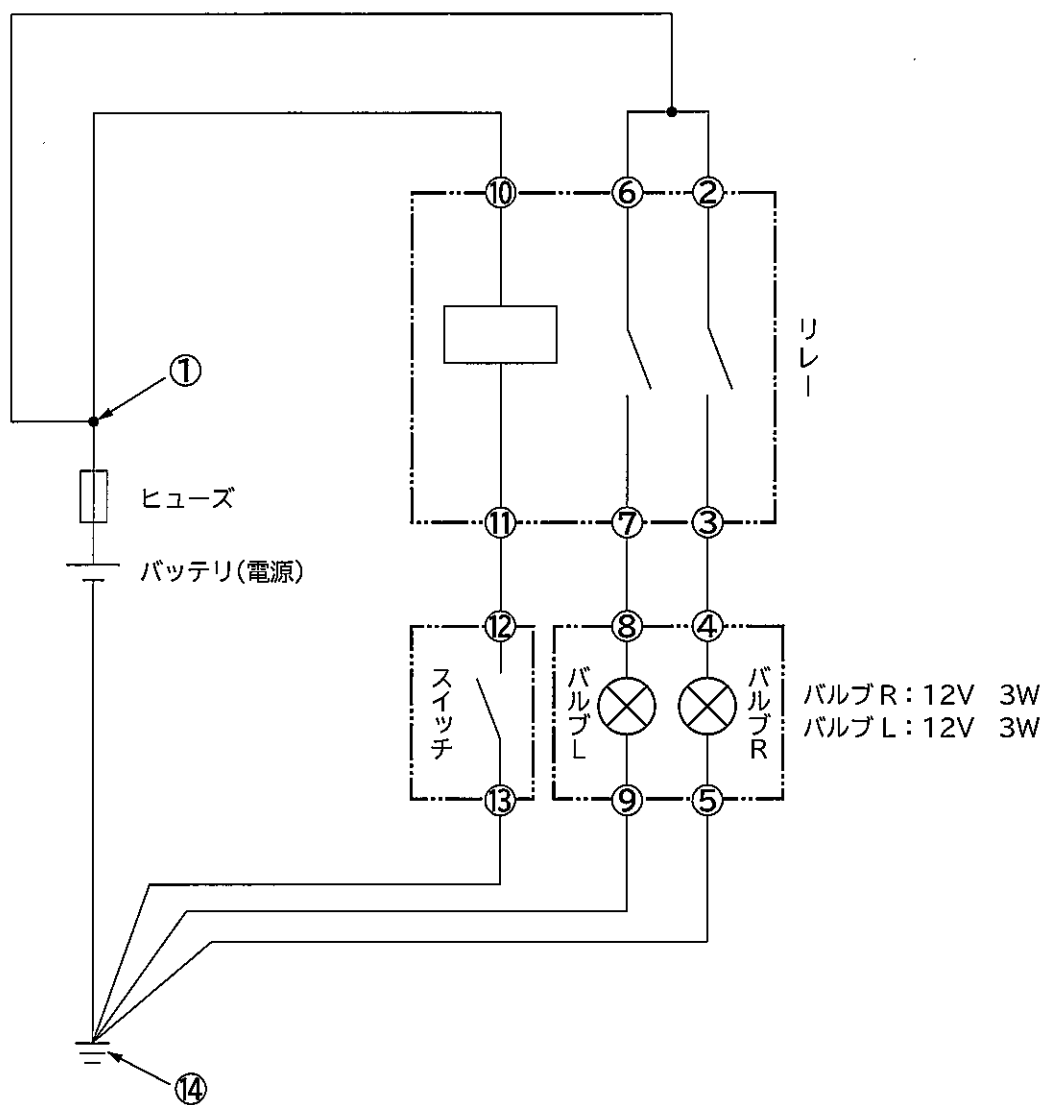 ⑩
⑥
②
リレー
①
ヒューズ
⑪
⑦
③
バッテリ(電源)
⑫
⑧
④
スイッチ
バルブL
バルブR
バルブR:12V 3W
バルブL:12V 3W
⑬
⑨
⑤
⑭